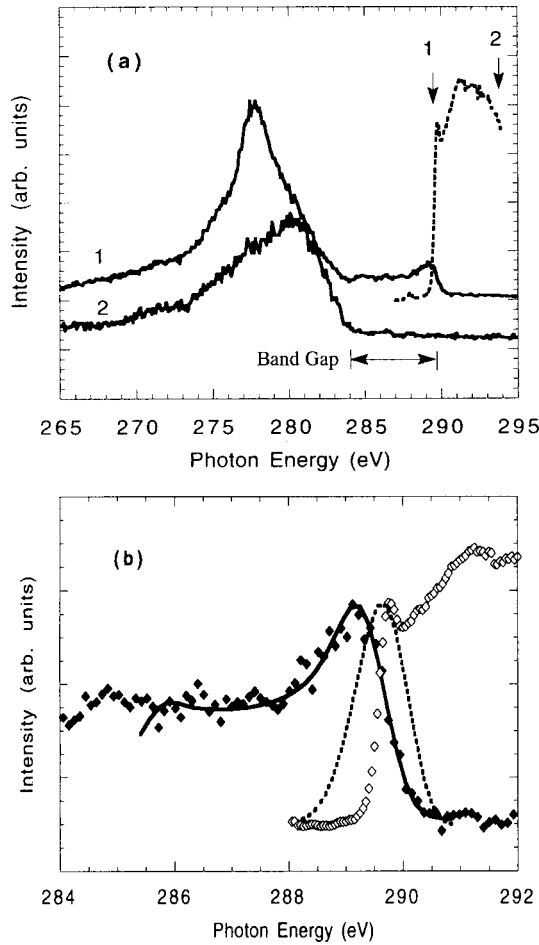 (a)
1 2
Intensity (arb. units)
1
2
Band Gap
265 270 275 280 285 290 295
Photon Energy (eV)
(b)
Intensity (arb. units)
284 286 288 290 292
Photon Energy (eV)